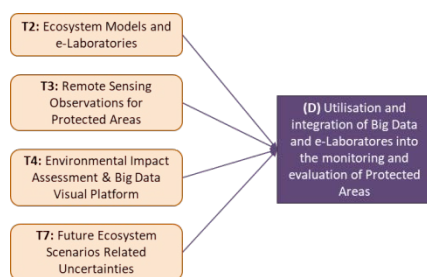 T2: Ecosystem Models and
e-Laboratories
T3: Remote Sensing
Observations for
Protected Areas
T4: Environmental Impact
Assessment & Big Data
Visual Platform
T7: Future Ecosystem
Scenarios Related
Uncertainties
(D) Utilisation and
integration of Big Data
and e-Laboratores into
the monitoring and
evaluation of Protected
Areas